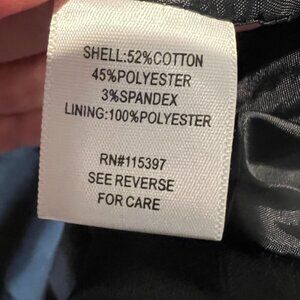 SHELL:52%COTTON
45%POLYESTER
3%SPANDEX
LINING:100%POLYESTER
RN#115397
SEE REVERSE
FOR CARE